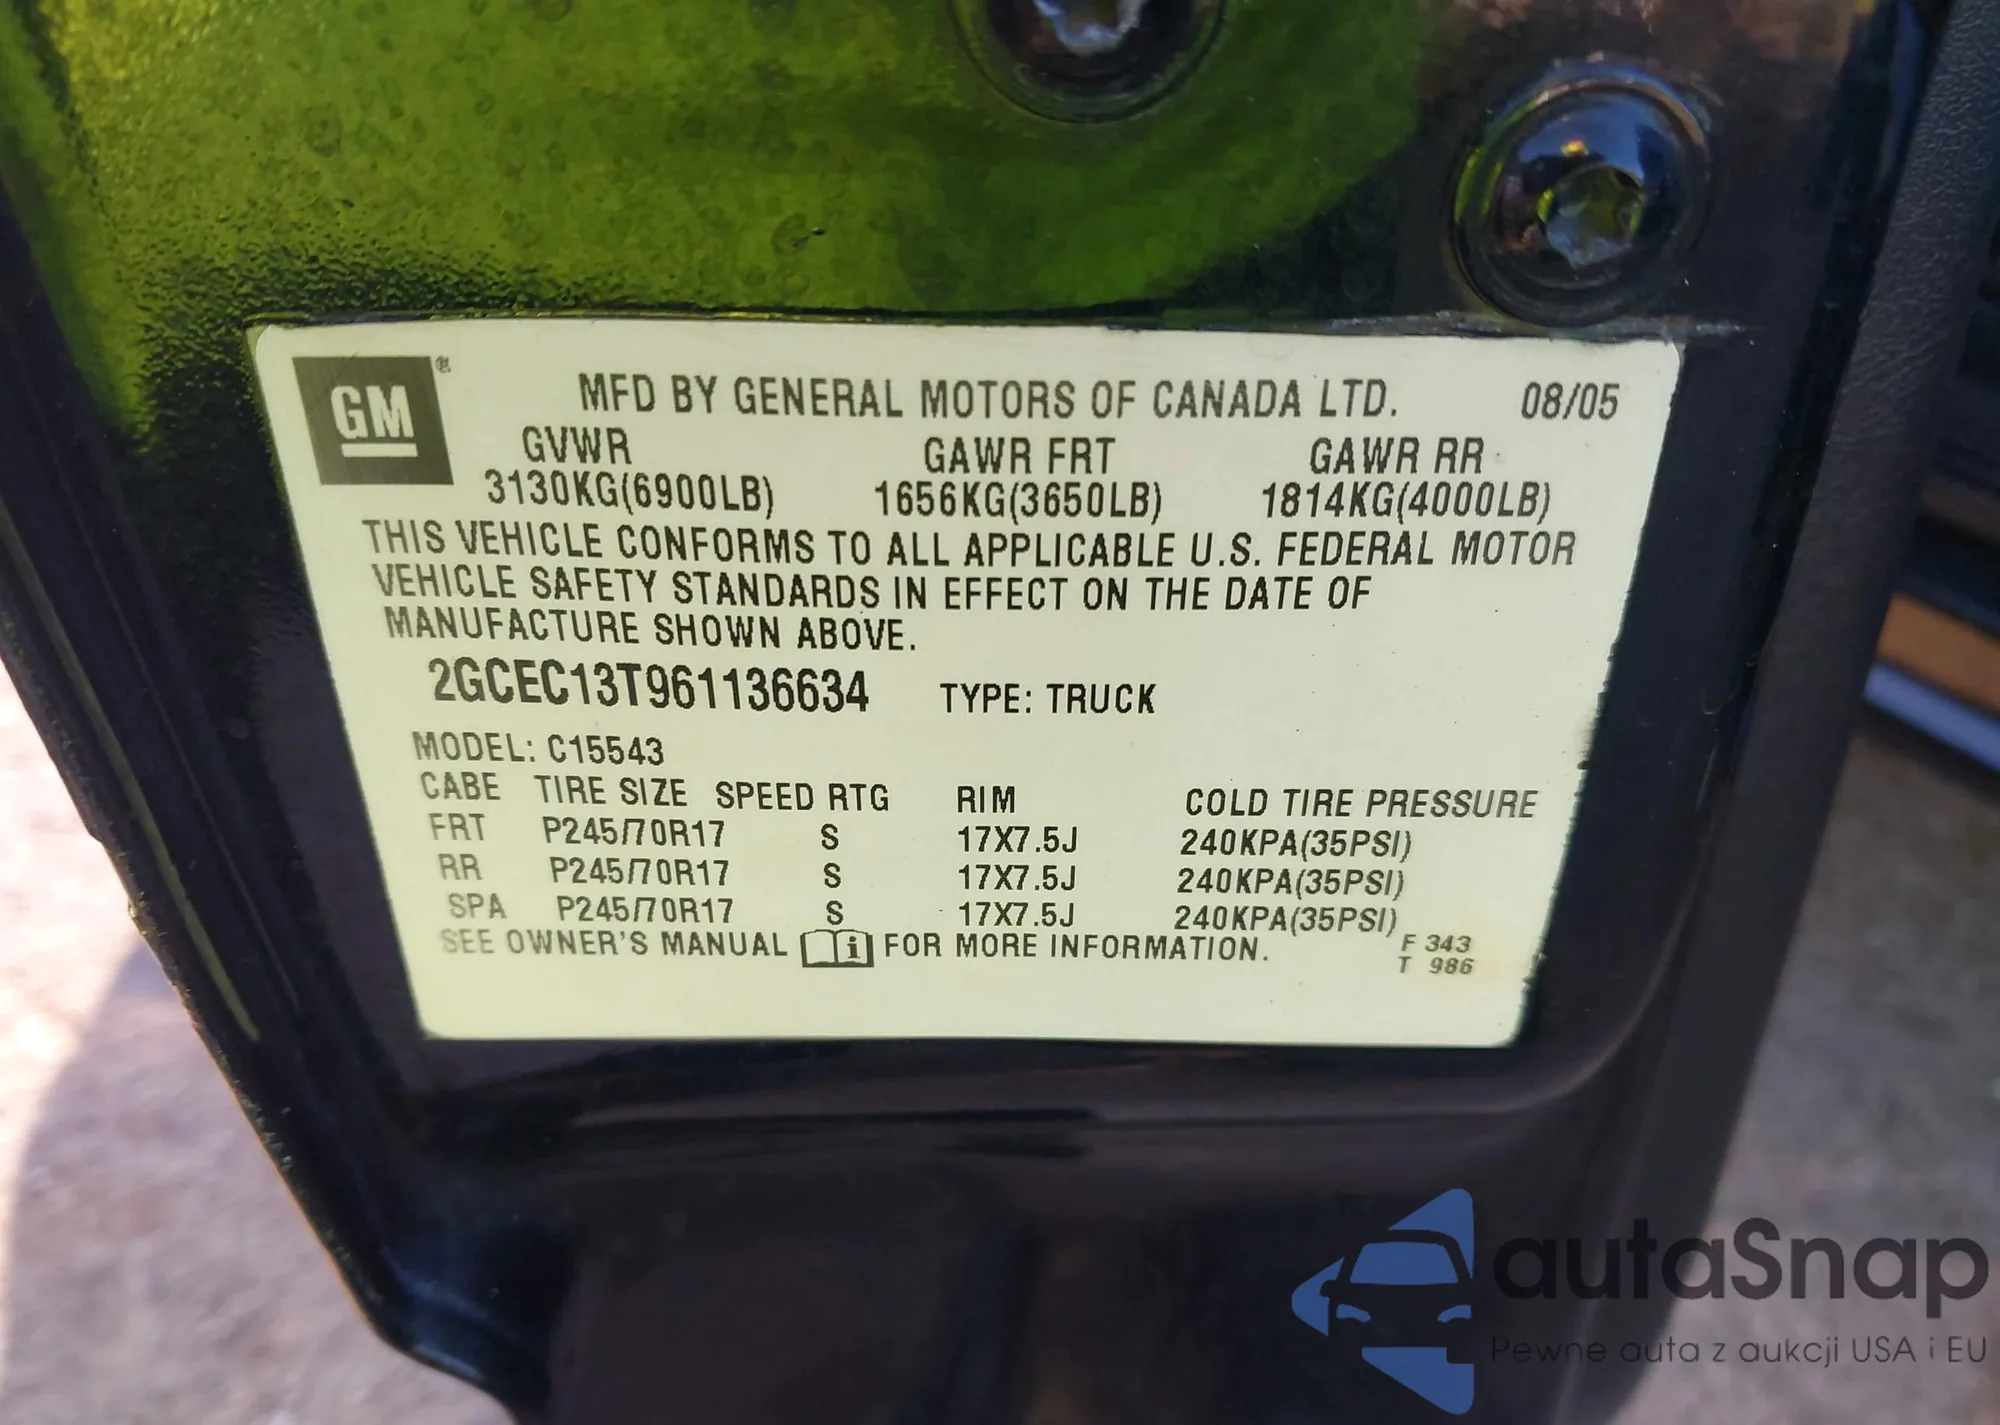 GM®
MFD BY GENERAL MOTORS OF CANADA LTD. 08/05
GVWR GAWR FRT GAWR RR
3130KG(6900LB) 1656KG(3650LB) 1814KG(4000LB)
THIS VEHICLE CONFORMS TO ALL APPLICABLE U.S. FEDERAL MOTOR
VEHICLE SAFETY STANDARDS IN EFFECT ON THE DATE OF
MANUFACTURE SHOWN ABOVE.
2GCEC13T961136634 TYPE: TRUCK
MODEL: C15543
CABE TIRE SIZE SPEED RTG RIM COLD TIRE PRESSURE
FRT P245/70R17 S 17X7.5J 240KPA(35PSI)
RR P245/70R17 S 17X7.5J 240KPA(35PSI)
SPA P245/70R17 S 17X7.5J 240KPA(35PSI)
SEE OWNER'S MANUAL i FOR MORE INFORMATION.
F 343
T 986
autaSnap
Pewne auta z aukcji USA i EU